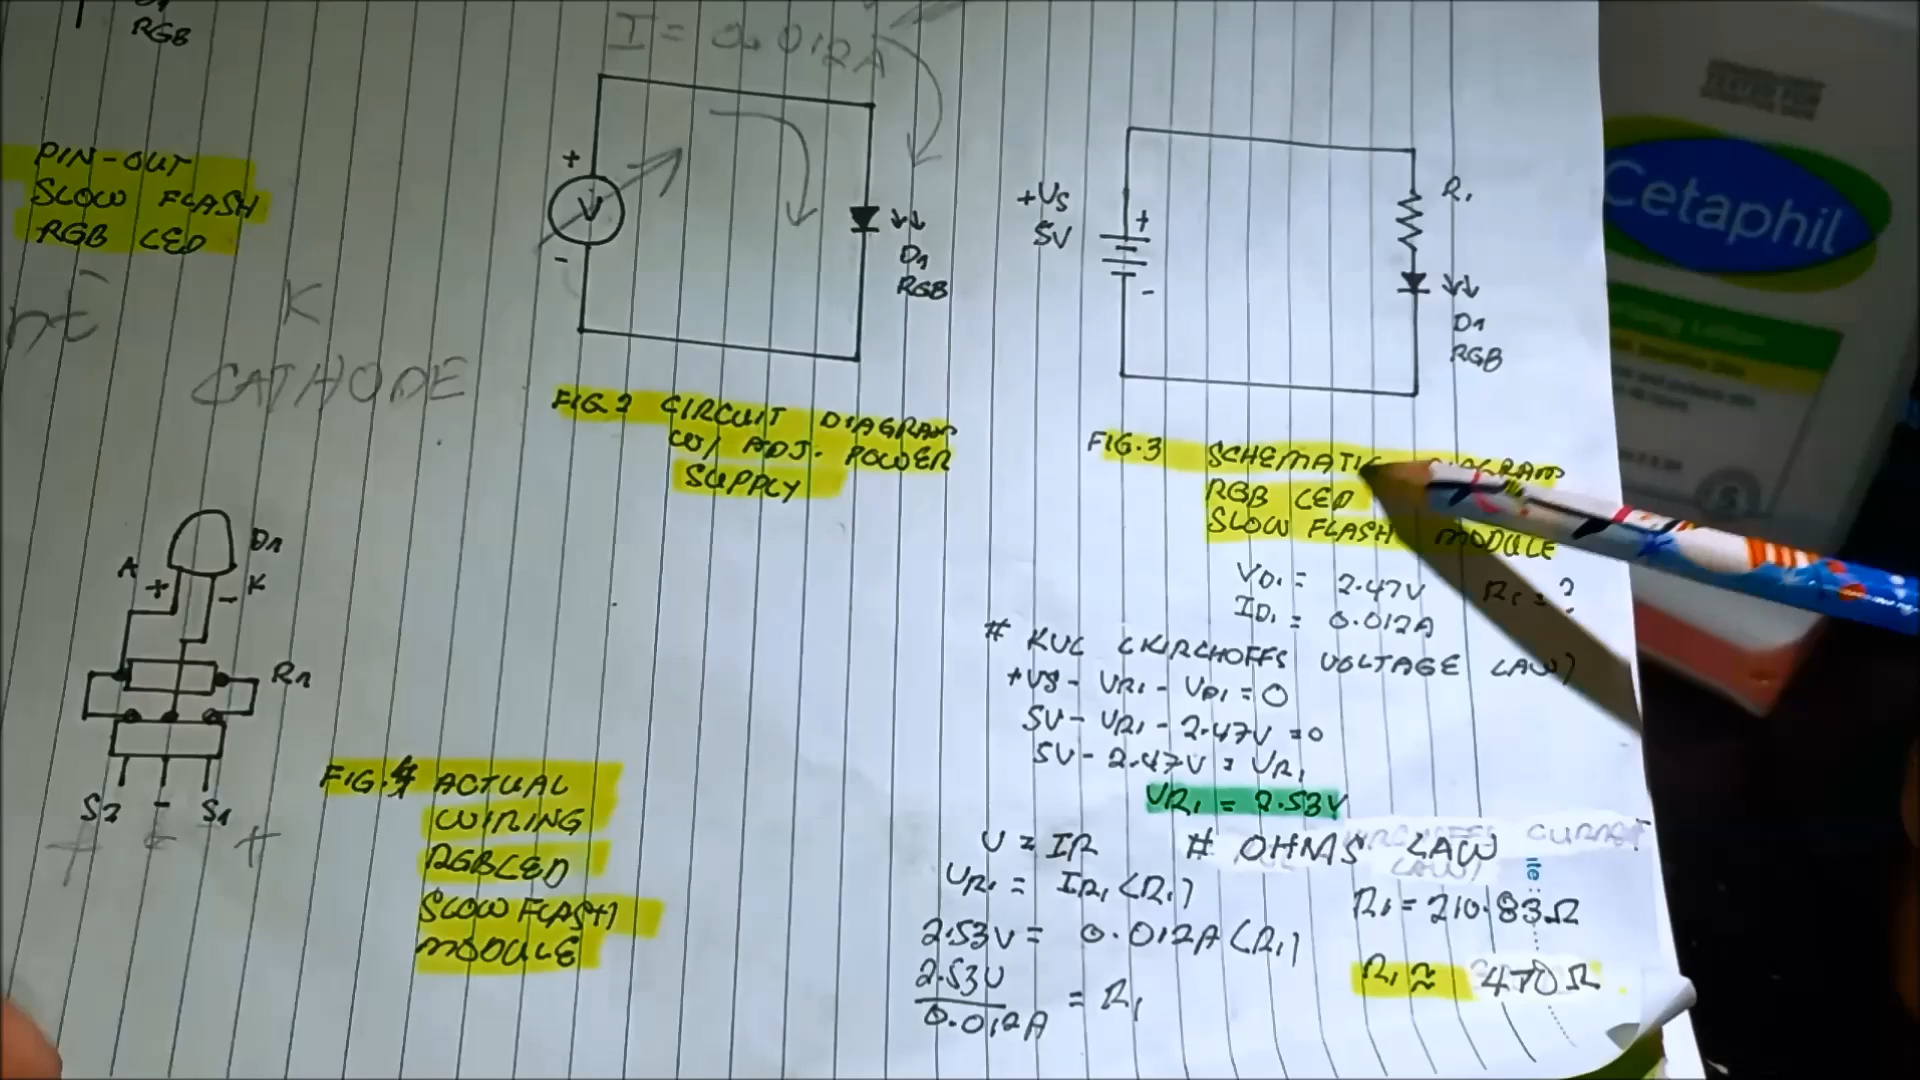 RGB
PIN-OUT
SLOW FLASH
RGB LED
K
CATHODE
I = 0.012A
+
V
-
D1
RGB
FIG.2 CIRCUIT DIAGRAM
W/ ADJ. POWER
SUPPLY
+VS
5V
+
-
R1
D1
RGB
FIG.3 SCHEMATIC DIAGRAM
RGB LED
SLOW FLASH MODULE
VD1 = 2.47V R1 = ?
ID1 = 0.012A
# KVL (KIRCHOFFS VOLTAGE LAW)
+VS - VR1 - VD1 = 0
5V - VR1 - 2.47V = 0
5V - 2.47V = VR1
VR1 = 2.53V
V = IR # OHMS LAW
VR1 = IR1 (R1)
2.53V = 0.012A (R1)
2.53V
0.012A
= R1
R1 = 210.83Ω
R1 ≈ 470Ω
D1
A
+
-
K
R1
S2 - S1
+ - +
FIG.4 ACTUAL
WIRING
RGB LED
SLOW FLASH
MODULE
Cetaphil